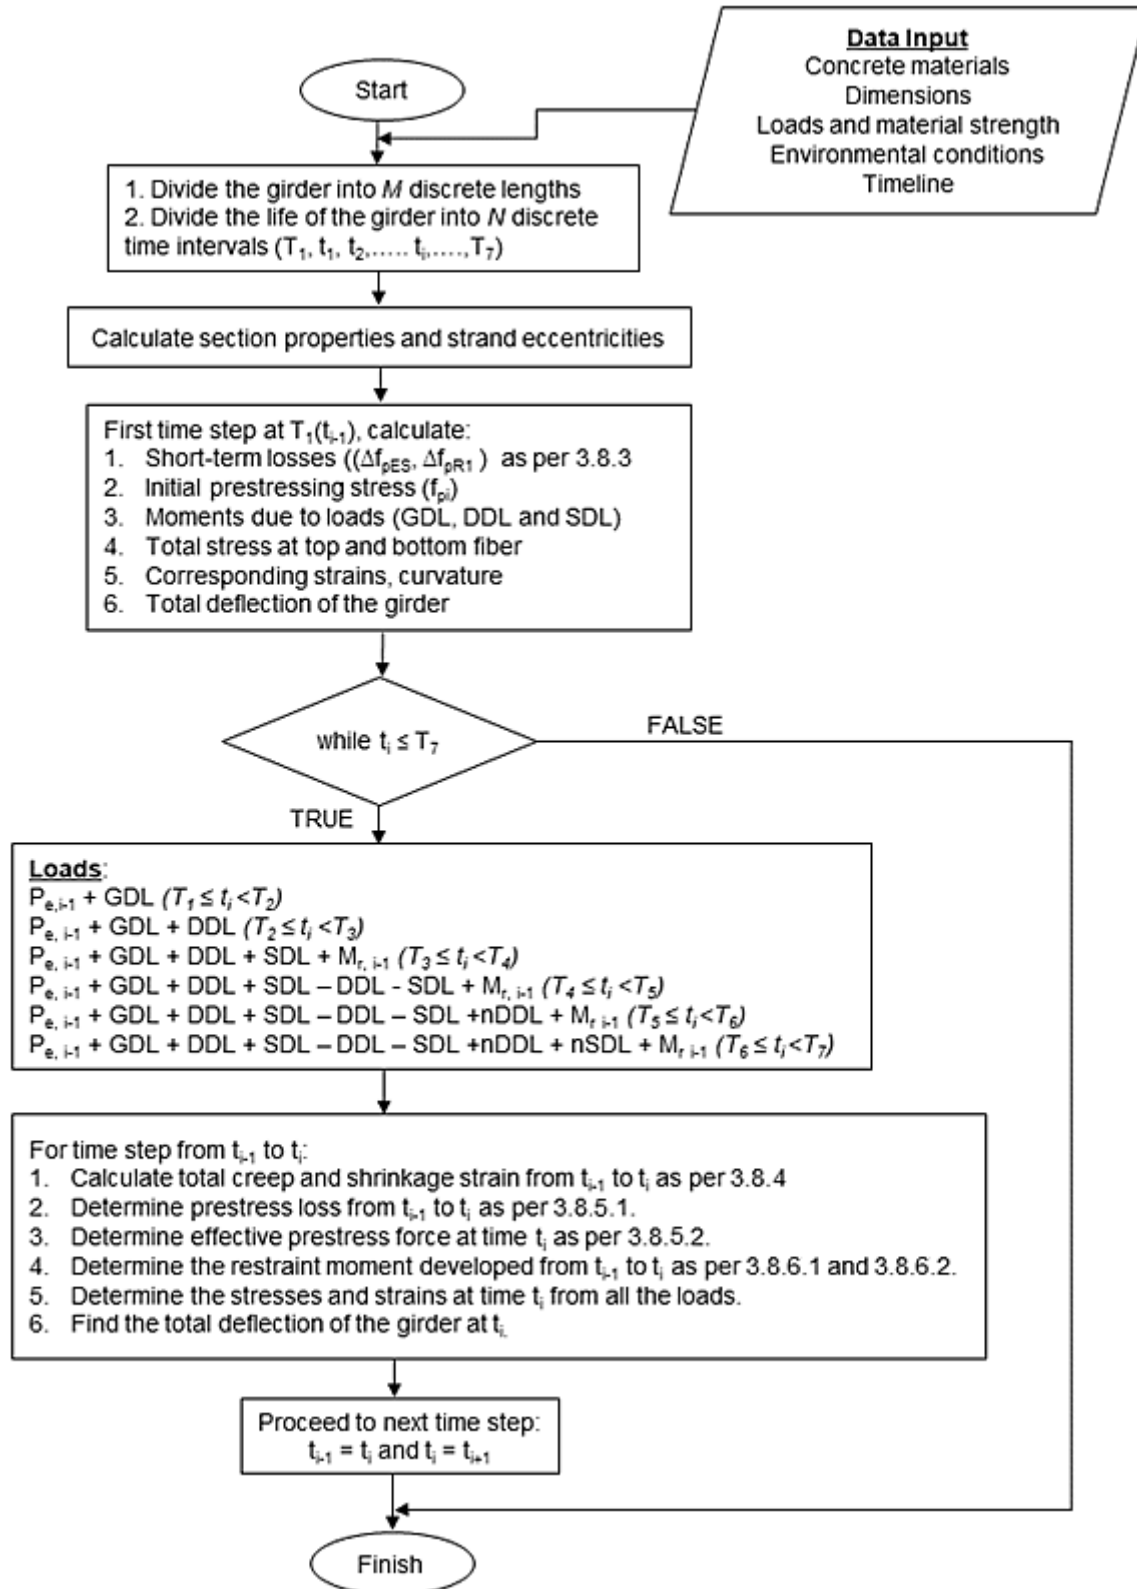 Data Input
Concrete materials
Dimensions
Loads and material strength
Environmental conditions
Timeline
Start
1. Divide the girder into M discrete lengths
2. Divide the life of the girder into N discrete
time intervals (T₁, t₁, t₂,..... tᵢ,....,T₇)
Calculate section properties and strand eccentricities
First time step at T₁(tᵢ₋₁), calculate:
1. Short-term losses ((Δf_pES, Δf_pR1 ) as per 3.8.3
2. Initial prestressing stress (f_pi)
3. Moments due to loads (GDL, DDL and SDL)
4. Total stress at top and bottom fiber
5. Corresponding strains, curvature
6. Total deflection of the girder
while tᵢ ≤ T₇
FALSE
TRUE
Loads:
P_e,i-1 + GDL (T₁ ≤ tᵢ <T₂)
P_e, i-1 + GDL + DDL (T₂ ≤ tᵢ <T₃)
P_e, i-1 + GDL + DDL + SDL + M_r, i-1 (T₃ ≤ tᵢ <T₄)
P_e, i-1 + GDL + DDL + SDL – DDL - SDL + M_r, i-1 (T₄ ≤ tᵢ <T₅)
P_e, i-1 + GDL + DDL + SDL – DDL – SDL +nDDL + M_r i-1 (T₅ ≤ tᵢ<T₆)
P_e, i-1 + GDL + DDL + SDL – DDL – SDL +nDDL + nSDL + M_r i-1 (T₆ ≤ tᵢ <T₇)
For time step from tᵢ₋₁ to tᵢ:
1. Calculate total creep and shrinkage strain from tᵢ₋₁ to tᵢ as per 3.8.4
2. Determine prestress loss from tᵢ₋₁ to tᵢ as per 3.8.5.1.
3. Determine effective prestress force at time tᵢ as per 3.8.5.2.
4. Determine the restraint moment developed from tᵢ₋₁ to tᵢ as per 3.8.6.1 and 3.8.6.2.
5. Determine the stresses and strains at time tᵢ from all the loads.
6. Find the total deflection of the girder at tᵢ.
Proceed to next time step:
tᵢ₋₁ = tᵢ and tᵢ = tᵢ₊₁
Finish